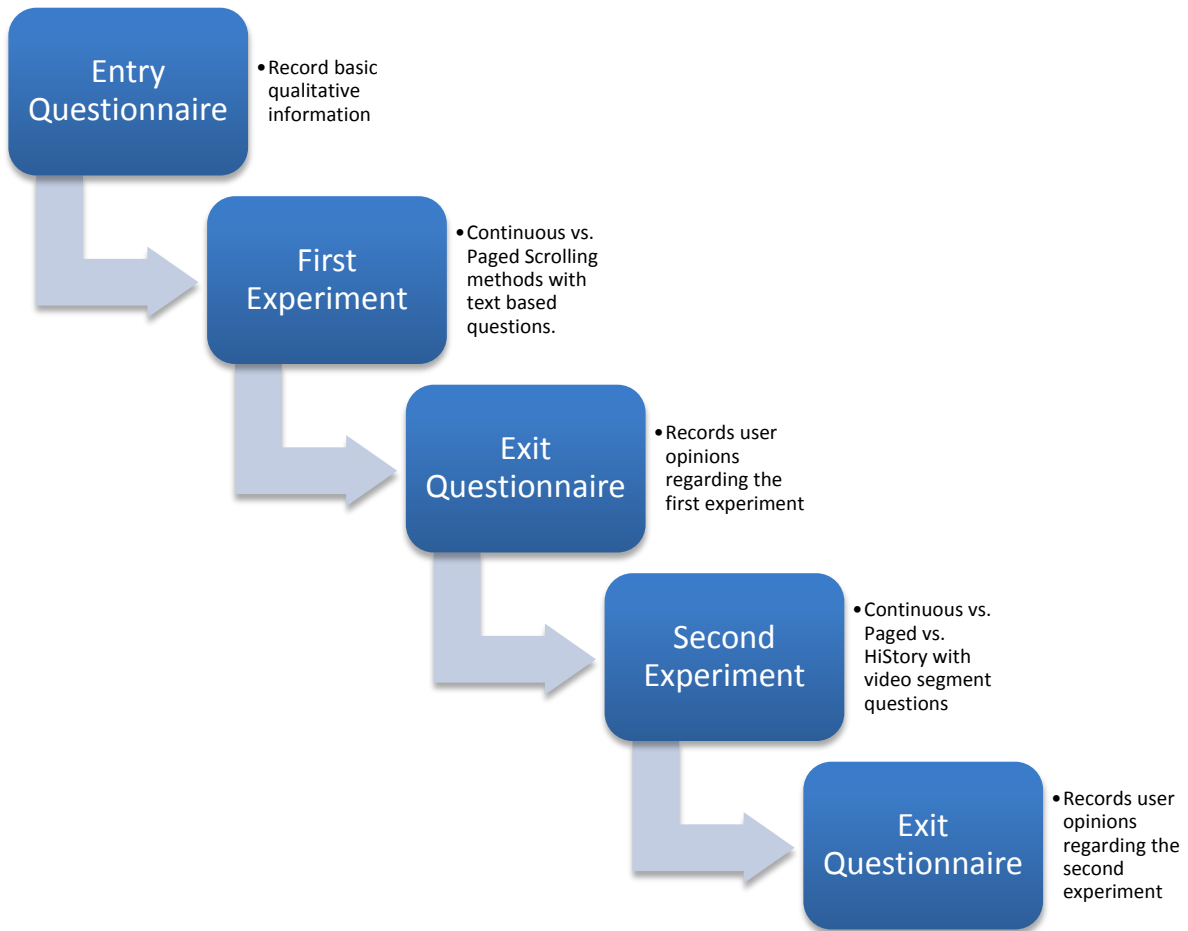 Entry
Questionnaire
•Record basic
qualitative
information
First
Experiment
•Continuous vs.
Paged Scrolling
methods with
text based
questions.
Exit
Questionnaire
•Records user
opinions
regarding the
first experiment
Second
Experiment
•Continuous vs.
Paged vs.
HiStory with
video segment
questions
Exit
Questionnaire
•Records user
opinions
regarding the
second
experiment